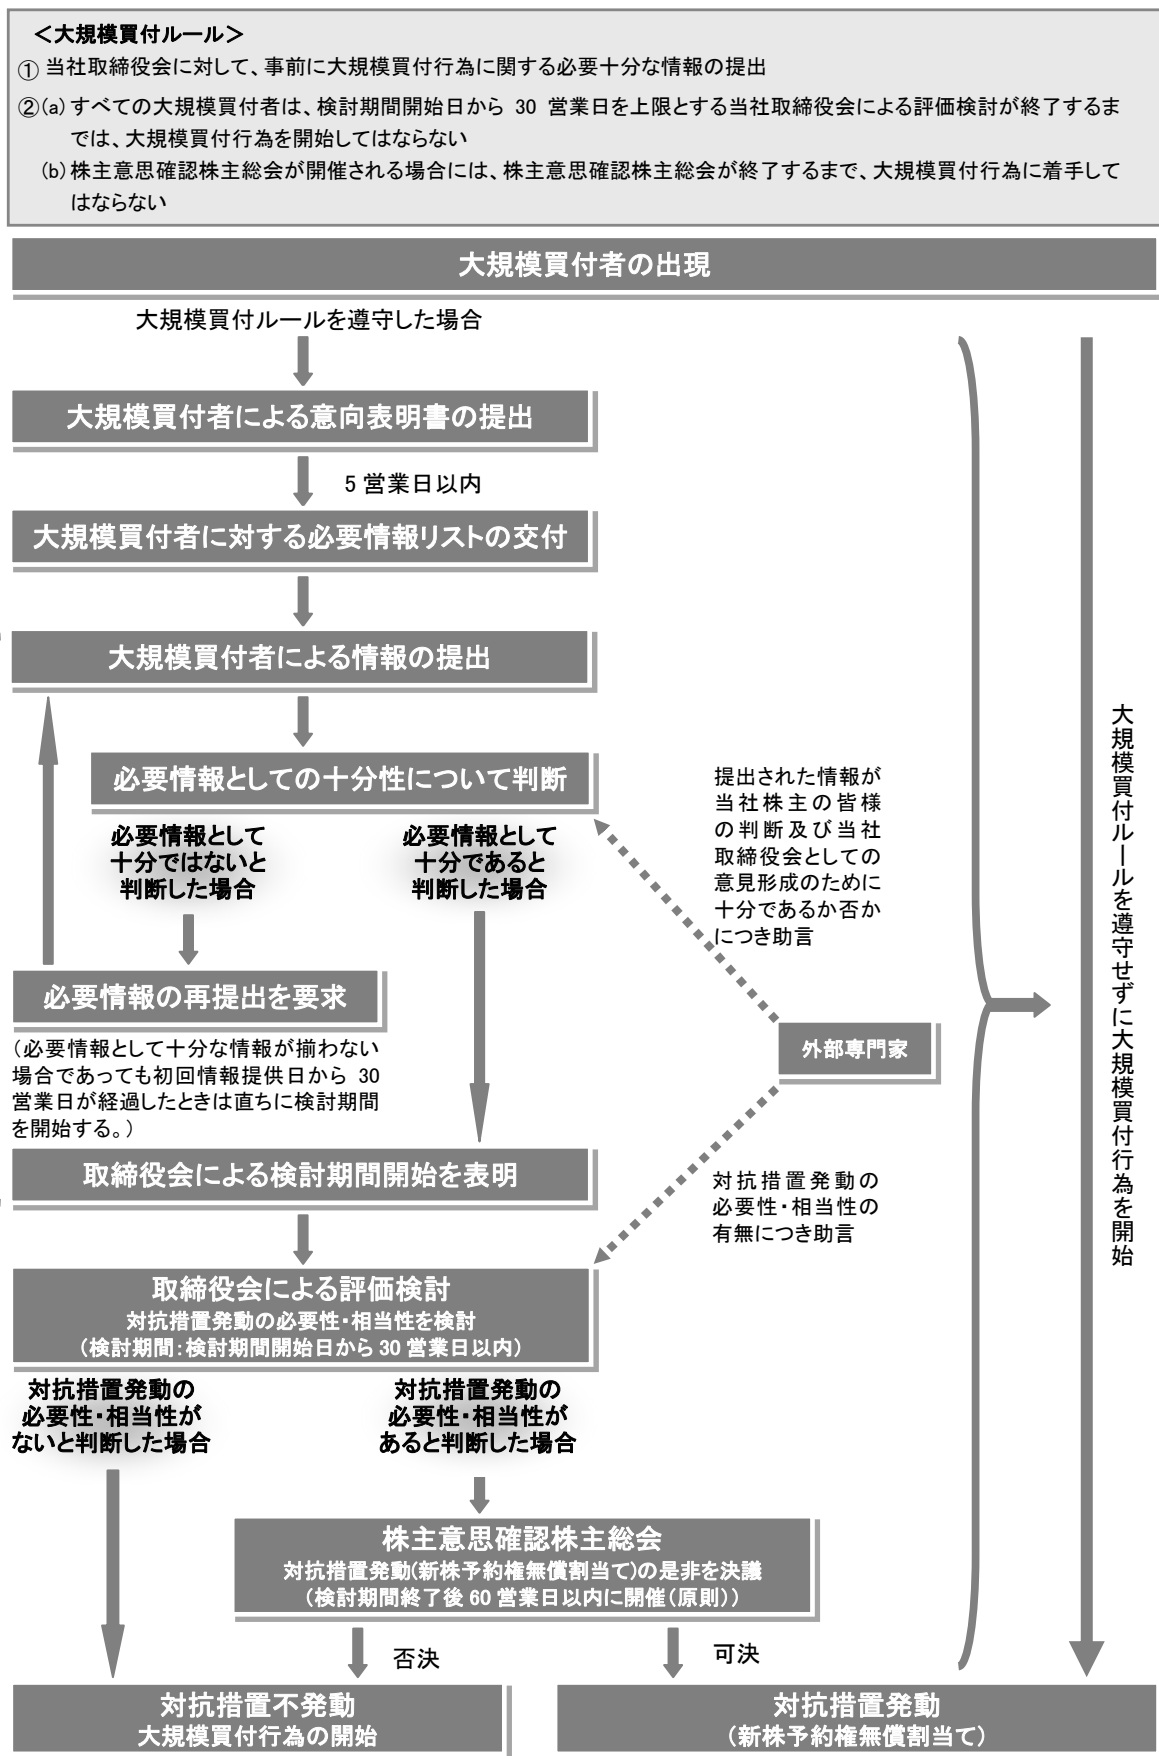 ＜大規模買付ルール＞
① 当社取締役会に対して、事前に大規模買付行為に関する必要十分な情報の提出
②(a) すべての大規模買付者は、検討期間開始日から 30 営業日を上限とする当社取締役会による評価検討が終了するま
では、大規模買付行為を開始してはならない
(b) 株主意思確認株主総会が開催される場合には、株主意思確認株主総会が終了するまで、大規模買付行為に着手して
はならない
大規模買付者の出現
大規模買付ルールを遵守した場合
大規模買付者による意向表明書の提出
5 営業日以内
大規模買付者に対する必要情報リストの交付
大規模買付者による情報の提出
必要情報としての十分性について判断
必要情報として
十分ではないと
判断した場合
必要情報として
十分であると
判断した場合
提出された情報が
当社株主の皆様
の判断及び当社
取締役会としての
意見形成のために
十分であるか否か
につき助言
大規模買付ルールを遵守せずに大規模買付行為を開始
必要情報の再提出を要求
（必要情報として十分な情報が揃わない
場合であっても初回情報提供日から 30
営業日が経過したときは直ちに検討期間
を開始する。）
外部専門家
取締役会による検討期間開始を表明
対抗措置発動の
必要性・相当性の
有無につき助言
取締役会による評価検討
対抗措置発動の必要性・相当性を検討
（検討期間：検討期間開始日から 30 営業日以内）
対抗措置発動の
必要性・相当性が
ないと判断した場合
対抗措置発動の
必要性・相当性が
あると判断した場合
株主意思確認株主総会
対抗措置発動(新株予約権無償割当て)の是非を決議
（検討期間終了後 60 営業日以内に開催（原則））
否決
可決
対抗措置不発動
大規模買付行為の開始
対抗措置発動
（新株予約権無償割当て）